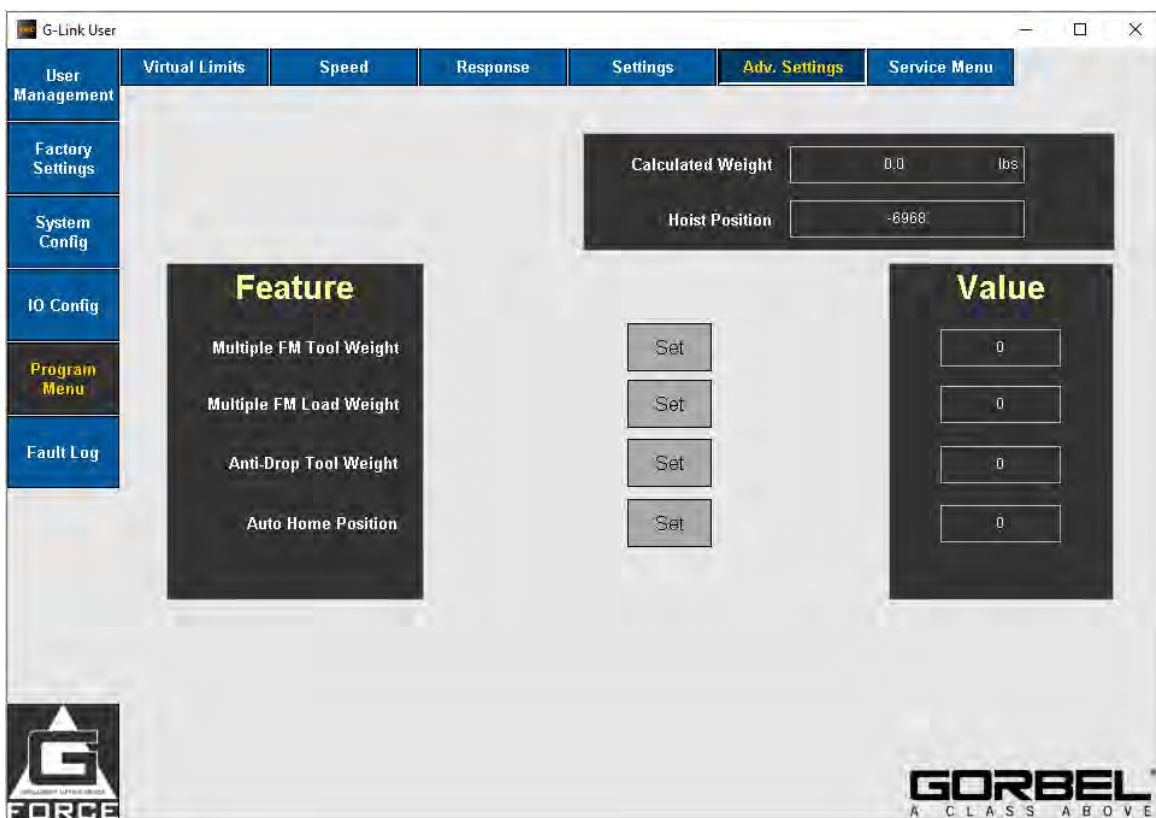 G-Link User
Virtual Limits
Speed
Response
Settings
Adv. Settings
Service Menu
User
Management
Factory
Settings
System
Config
IO Config
Program
Menu
Fault Log
Calculated Weight 0.0 lbs
Hoist Position -6968
Feature
Value
Multiple FM Tool Weight Set 0
Multiple FM Load Weight Set 0
Anti-Drop Tool Weight Set 0
Auto Home Position Set 0
G
FORCE
GORBEL
A CLASS ABOVE